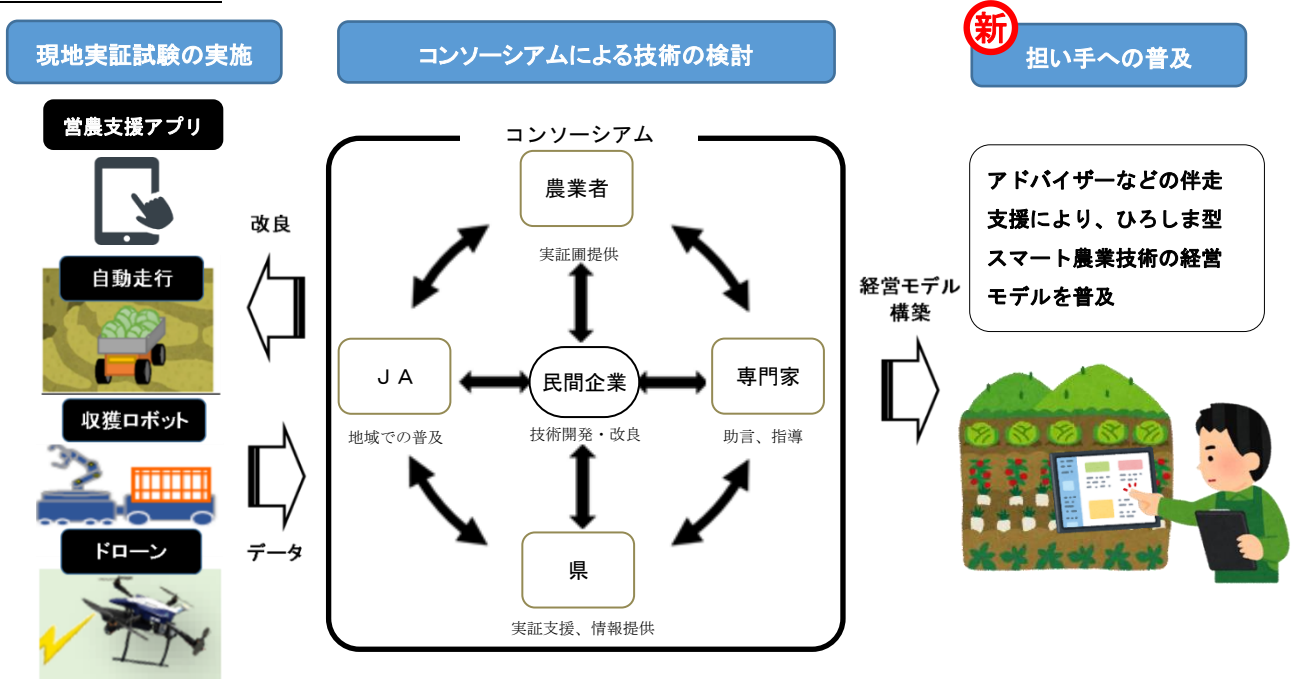 現地実証試験の実施
営農支援アプリ
自動走行
収獲ロボット
ドローン
改良
データ
コンソーシアムによる技術の検討
コンソーシアム
農業者
実証圃提供
ＪＡ
地域での普及
民間企業
技術開発・改良
専門家
助言、指導
県
実証支援、情報提供
経営モデル
構築
新
担い手への普及
アドバイザーなどの伴走
支援により、ひろしま型
スマート農業技術の経営
モデルを普及